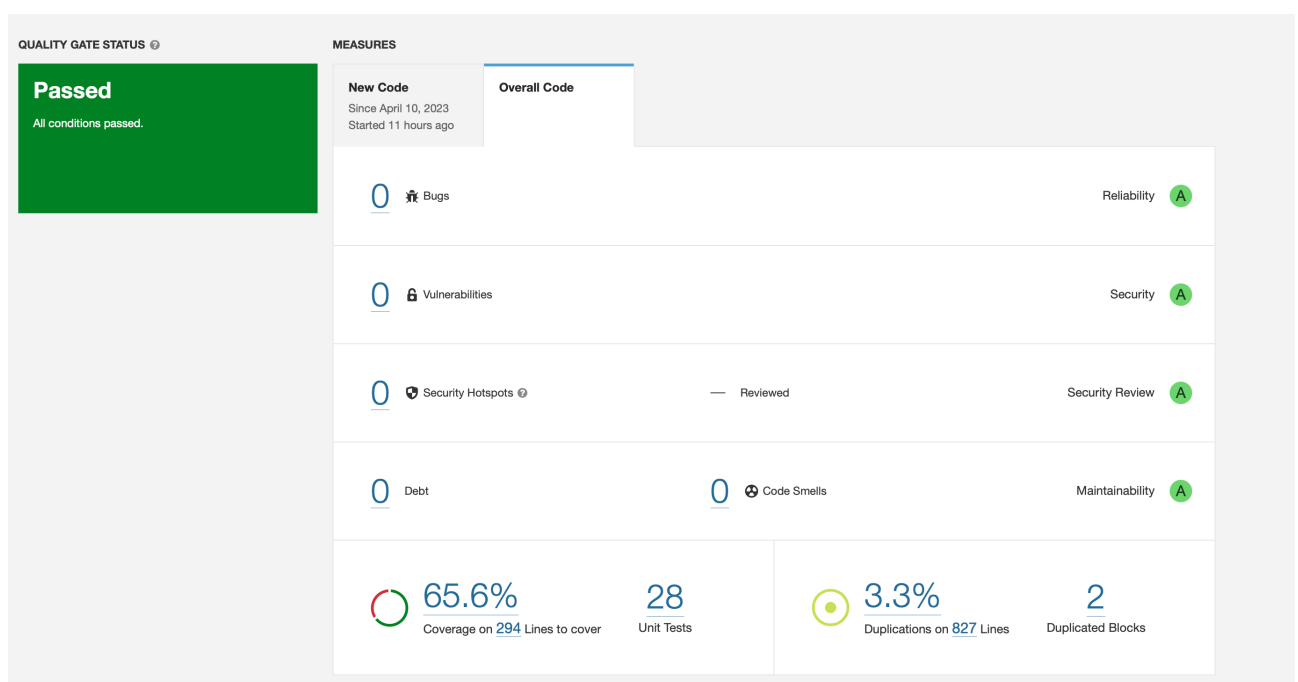 QUALITY GATE STATUS
MEASURES
Passed
All conditions passed.
New Code
Since April 10, 2023
Started 11 hours ago
Overall Code
0 Bugs
Reliability A
0 Vulnerabilities
Security A
0 Security Hotspots
— Reviewed
Security Review A
0 Debt
0 Code Smells
Maintainability A
65.6%
Coverage on 294 Lines to cover
28
Unit Tests
3.3%
Duplications on 827 Lines
2
Duplicated Blocks